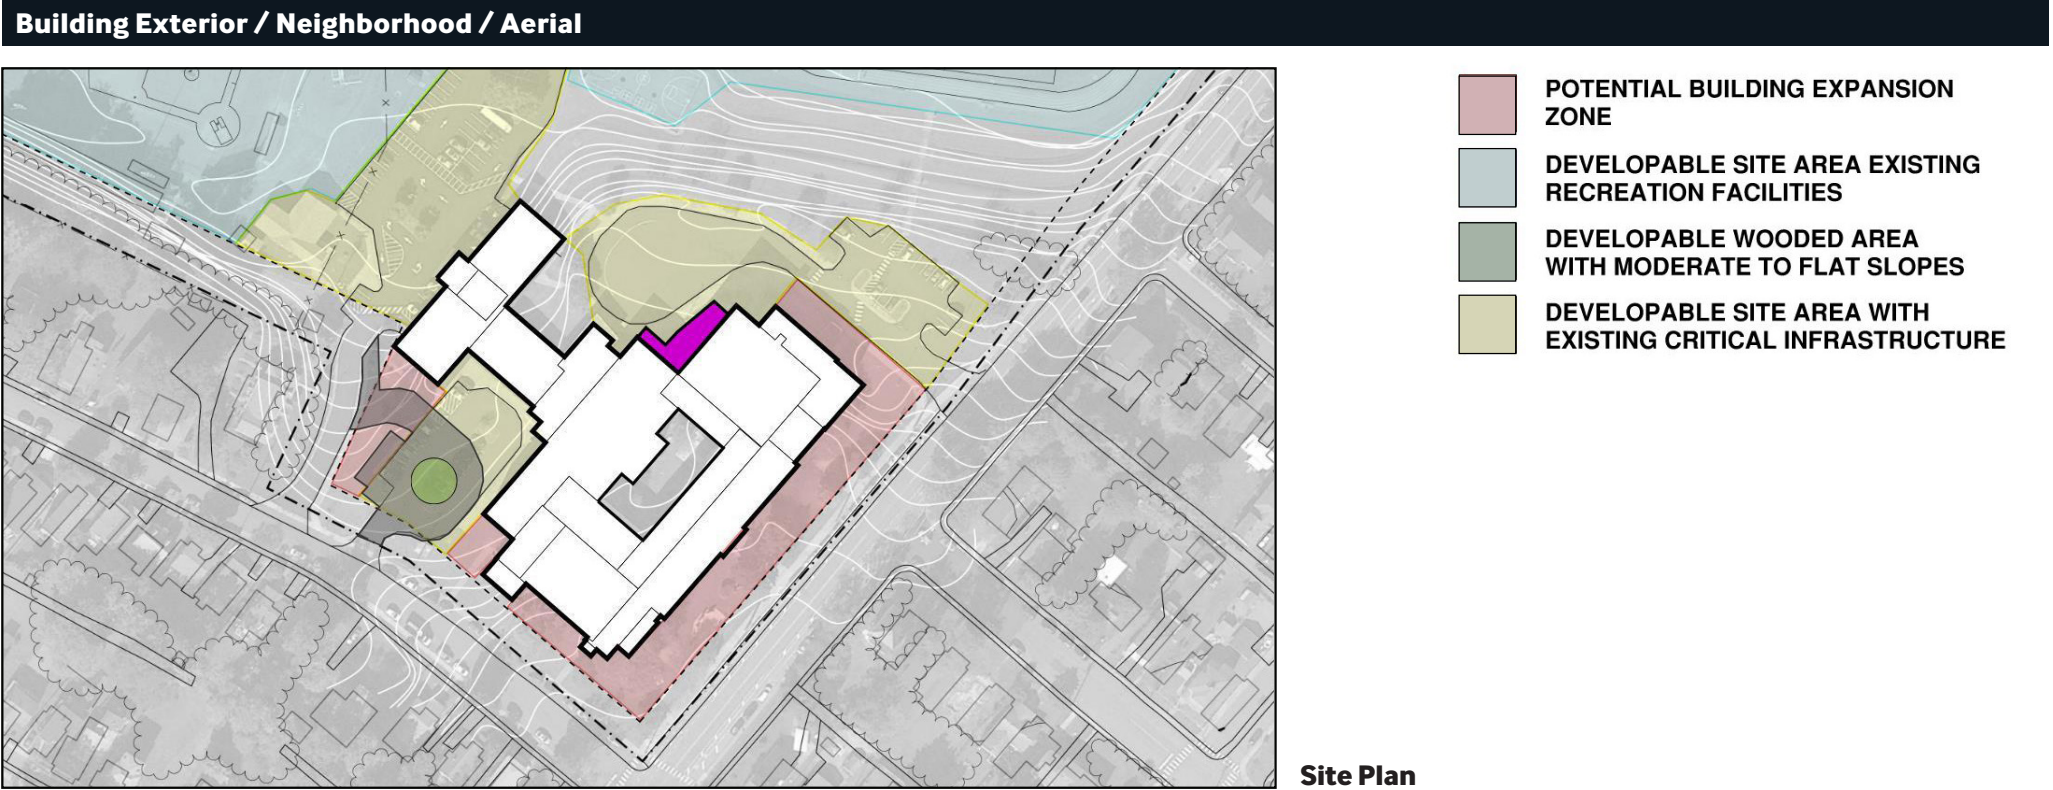 Building Exterior / Neighborhood / Aerial
POTENTIAL BUILDING EXPANSION
ZONE
DEVELOPABLE SITE AREA EXISTING
RECREATION FACILITIES
DEVELOPABLE WOODED AREA
WITH MODERATE TO FLAT SLOPES
DEVELOPABLE SITE AREA WITH
EXISTING CRITICAL INFRASTRUCTURE
Site Plan